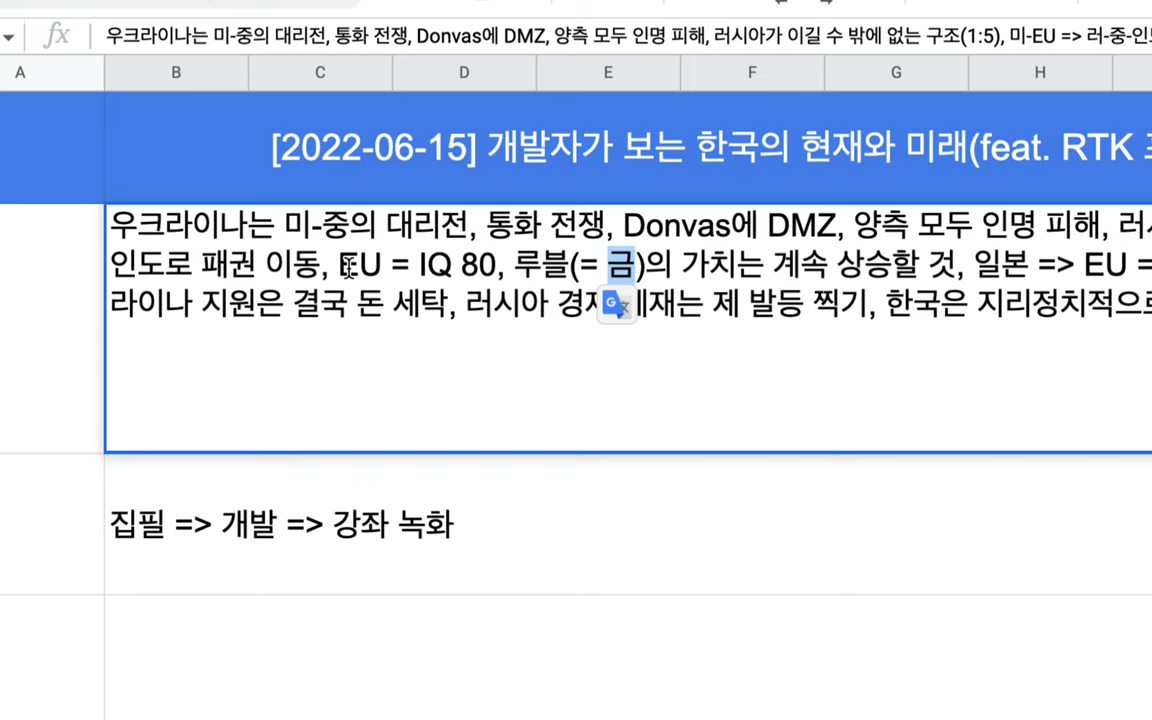 fx 우크라이나는 미-중의 대리전, 통화 전쟁, Donvas에 DMZ, 양측 모두 인명 피해, 러시아가 이길 수 밖에 없는 구조(1:5), 미-EU => 러-중-인도
A B C D E F G H
[2022-06-15] 개발자가 보는 한국의 현재와 미래(feat. RTK
우크라이나는 미-중의 대리전, 통화 전쟁, Donvas에 DMZ, 양측 모두 인명 피해, 러
인도로 패권 이동, EU = IQ 80, 루블(= 금)의 가치는 계속 상승할 것, 일본 => EU =
라이나 지원은 결국 돈 세탁, 러시아 경제 제재는 제 발등 찍기, 한국은 지리정치적으로
집필 => 개발 => 강좌 녹화